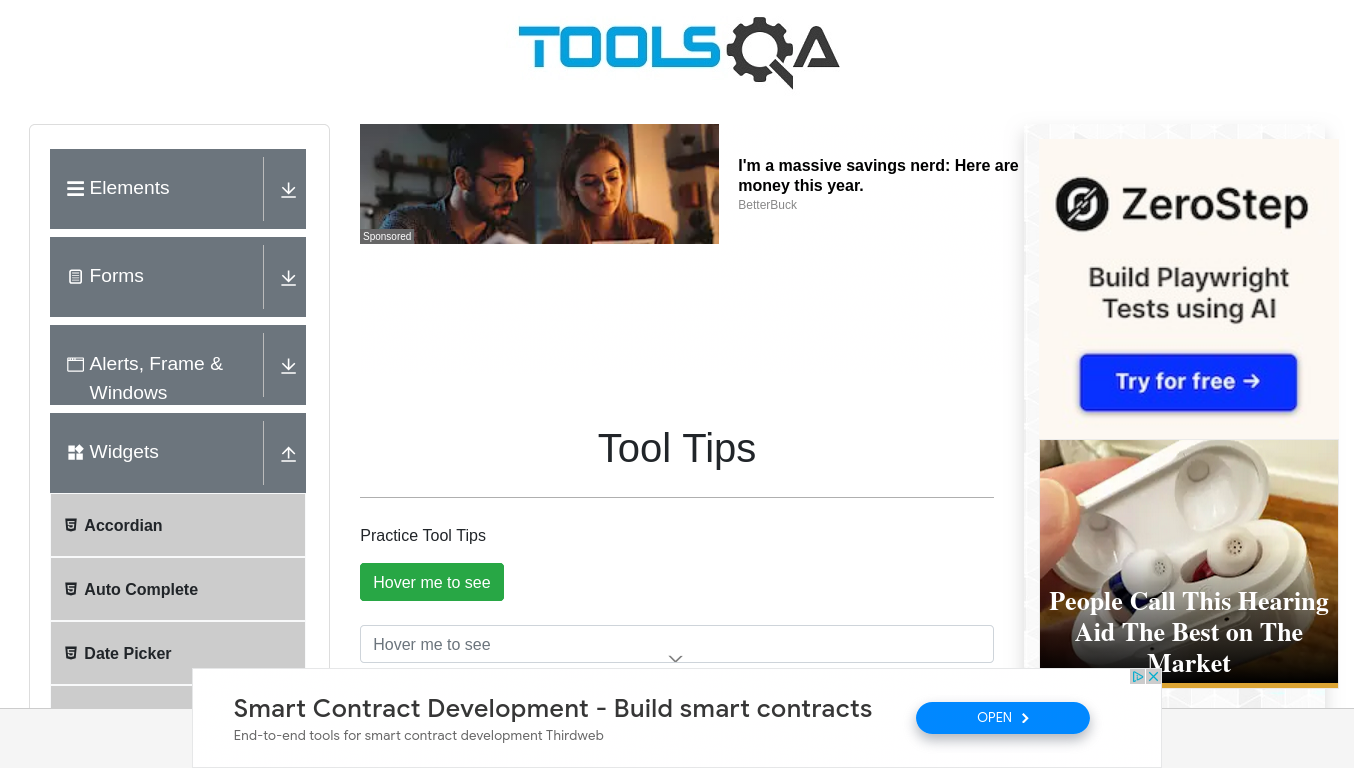 TOOLSQA
Elements
Forms
Alerts, Frame &
Windows
Widgets
Accordian
Auto Complete
Date Picker
Sponsored
I'm a massive savings nerd: Here are
money this year.
BetterBuck
Tool Tips
Practice Tool Tips
Hover me to see
Hover me to see
ZeroStep
Build Playwright
Tests using AI
Try for free →
People Call This Hearing
Aid The Best on The
Market
Smart Contract Development - Build smart contracts
End-to-end tools for smart contract development Thirdweb
OPEN